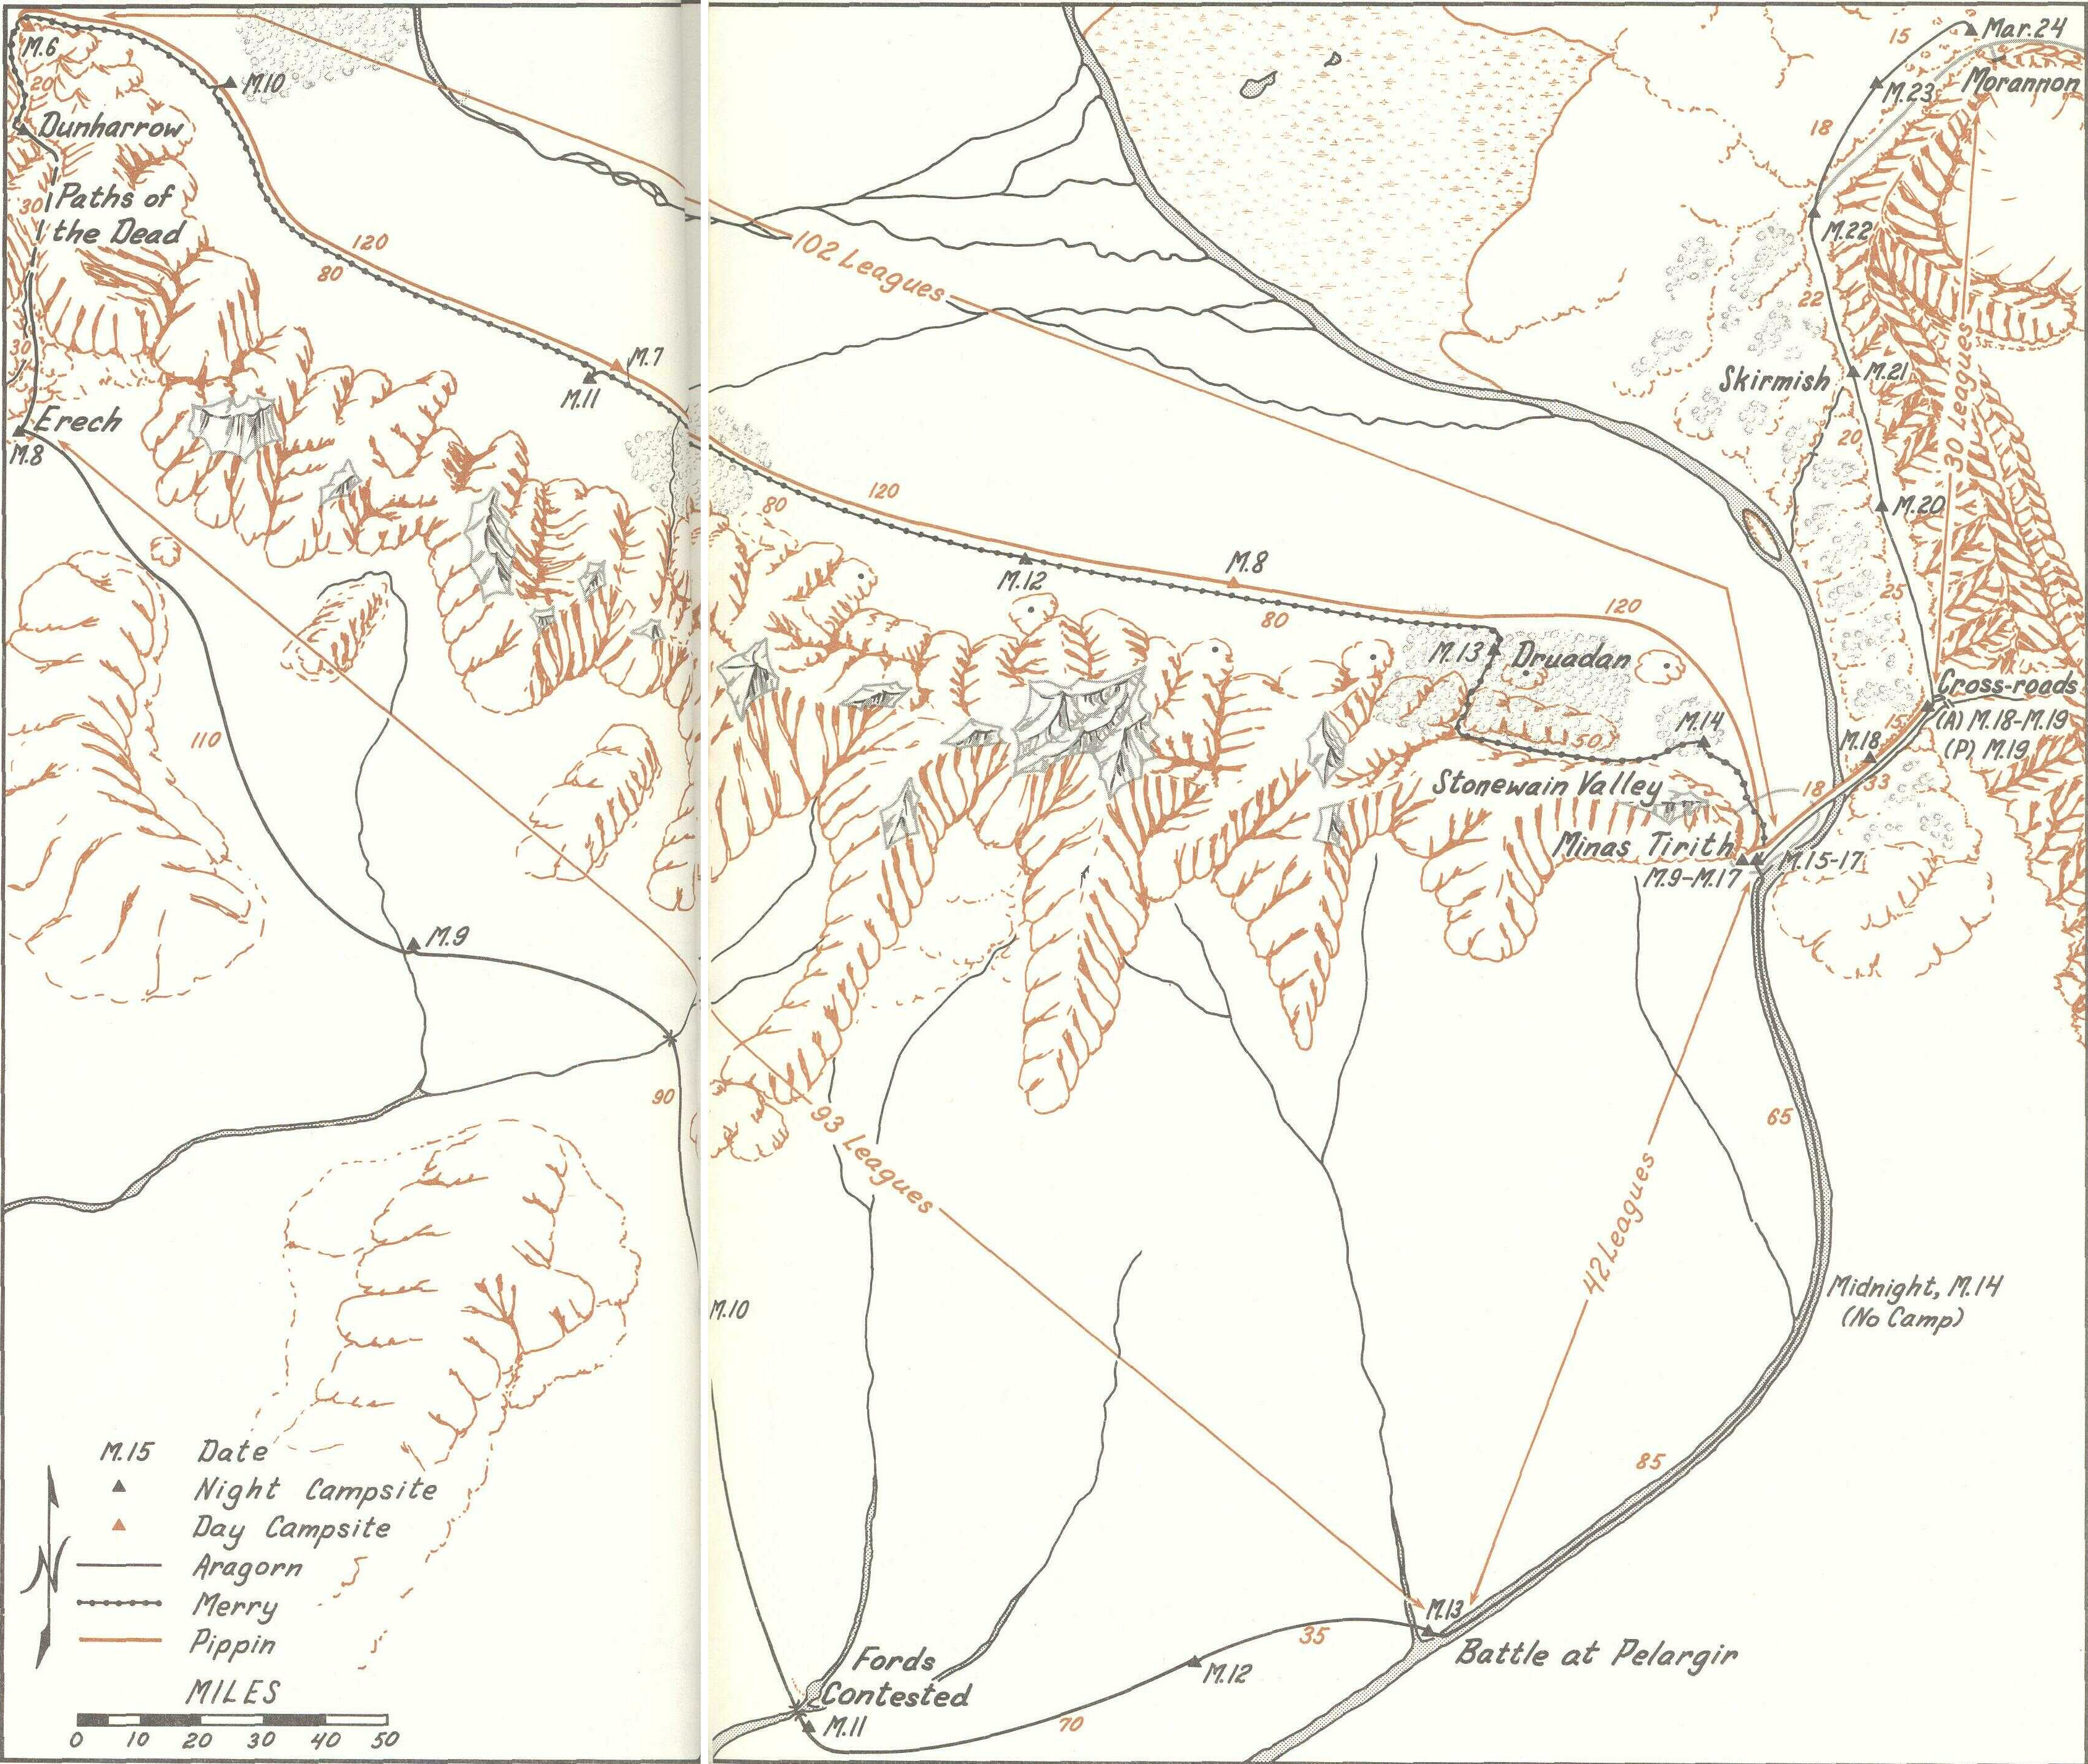 M.6
20
Dunharrow
30
Paths of
the Dead
30
Erech
M.8
M.10
120
80
M.7
M.11
102 Leagues
80
120
M.12
M.8
80
120
M.13
Druadan
50
M.14
Stonewain Valley
Minas Tirith
M.9-M.17
M.15-17
18
33
M.18
15
Cross-roads
(A) M.18-M.19
(P) M.19
25
M.20
20
Skirmish
M.21
22
30 Leagues
M.22
18
M.23
15
Mar.24
Morannon
110
M.9
90
93 Leagues
42 Leagues
65
M.10
Midnight, M.14
(No Camp)
85
M.13
Battle at Pelargir
35
M.12
70
Fords
Contested
M.11
M.15 Date
Night Campsite
Day Campsite
Aragorn
Merry
Pippin
N
MILES
0 10 20 30 40 50